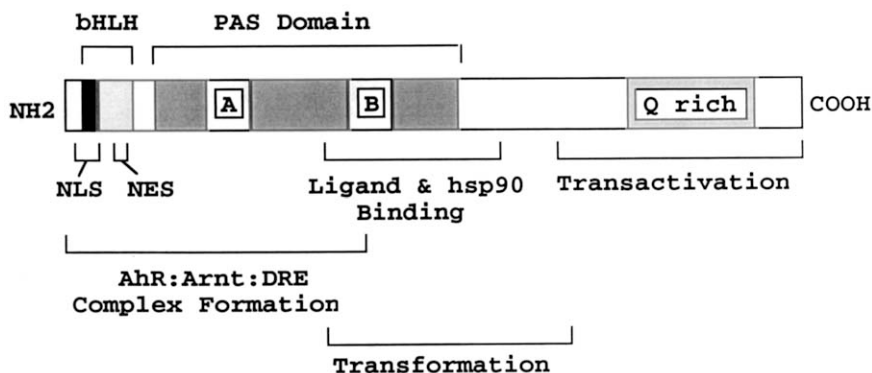 bHLH PAS Domain
NH2 A B Q rich COOH
NLS NES
Ligand & hsp90
Binding
Transactivation
AhR:Arnt:DRE
Complex Formation
Transformation